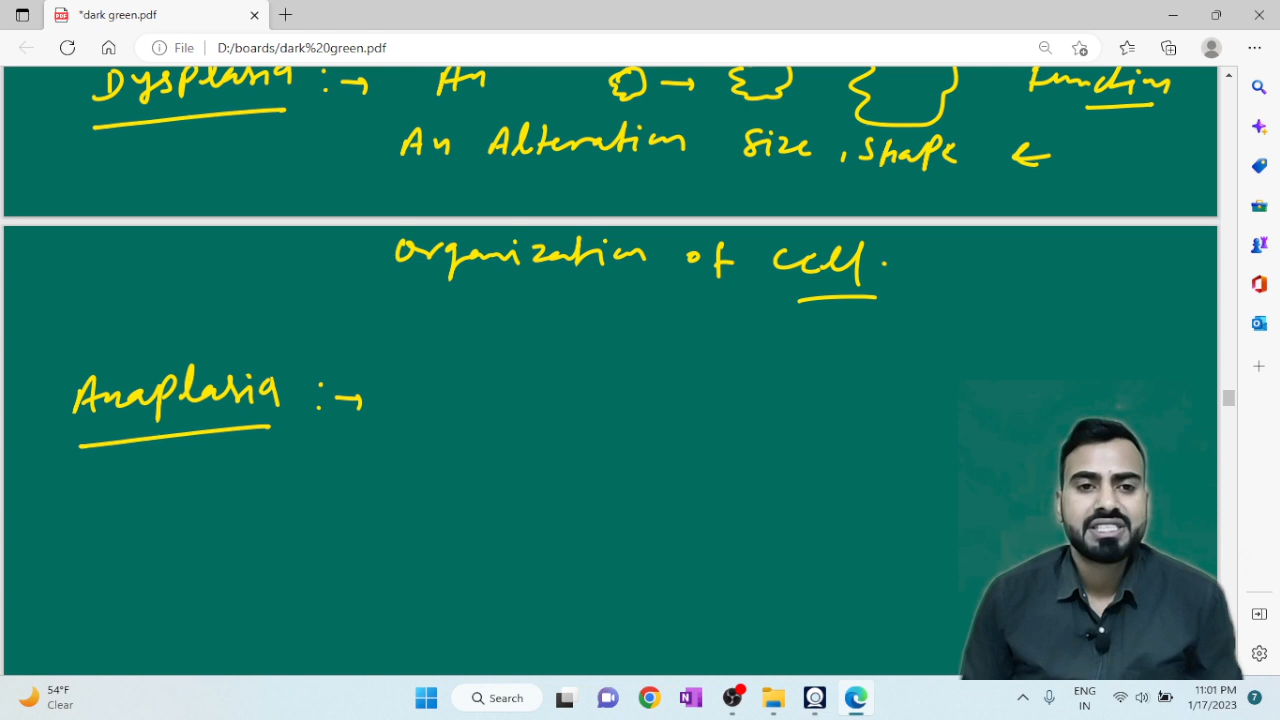 *dark green.pdf
File D:/boards/dark%20green.pdf
Dysplasia :→ An → Function
An Alteration Size, Shape ←
Organization of Cell.
Anaplasia :→
54°F
Clear
Search
ENG
IN
11:01 PM
1/17/2023
7